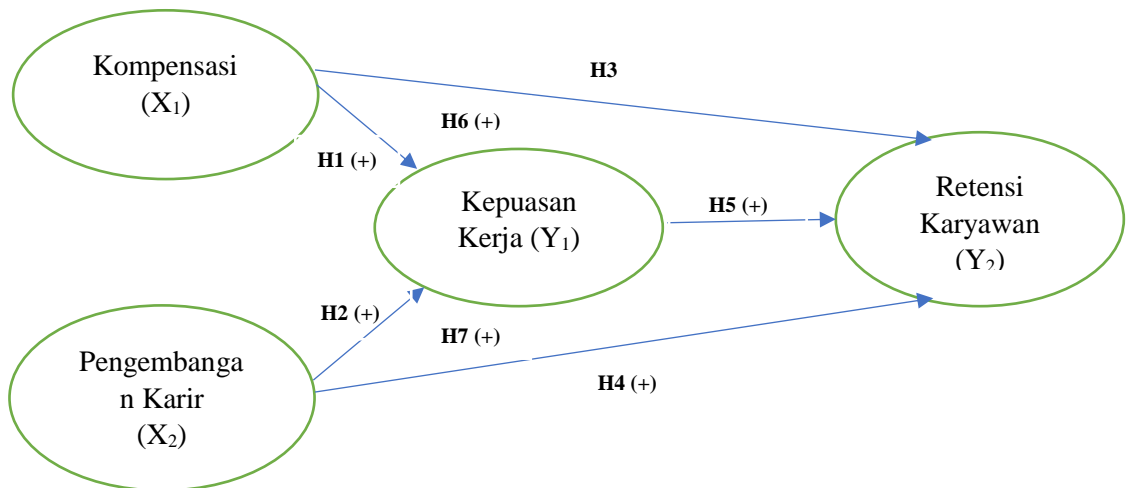 Kompensasi
(X₁)
H3
H6 (+)
H1 (+)
Kepuasan
Kerja (Y₁)
H5 (+)
Retensi
Karyawan
(Y₂)
H2 (+)
H7 (+)
Pengembanga
n Karir
(X₂)
H4 (+)